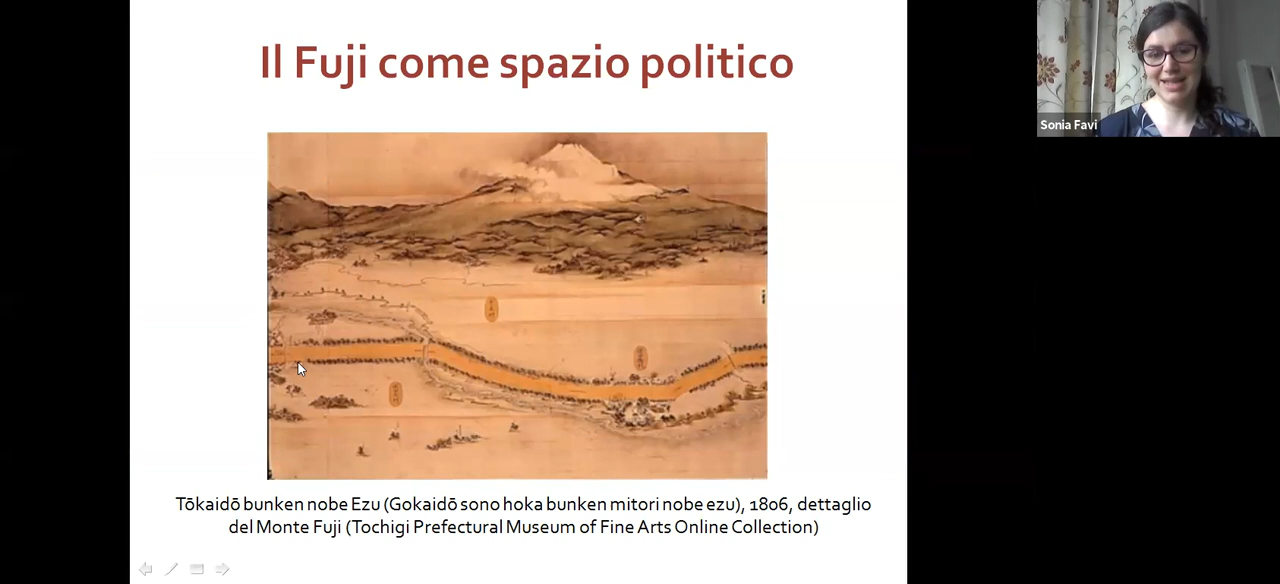 Il Fuji come spazio politico
Sonia Favi
Tōkaidō bunken nobe Ezu (Gokaidō sono hoka bunken mitori nobe ezu), 1806, dettaglio
del Monte Fuji (Tochigi Prefectural Museum of Fine Arts Online Collection)